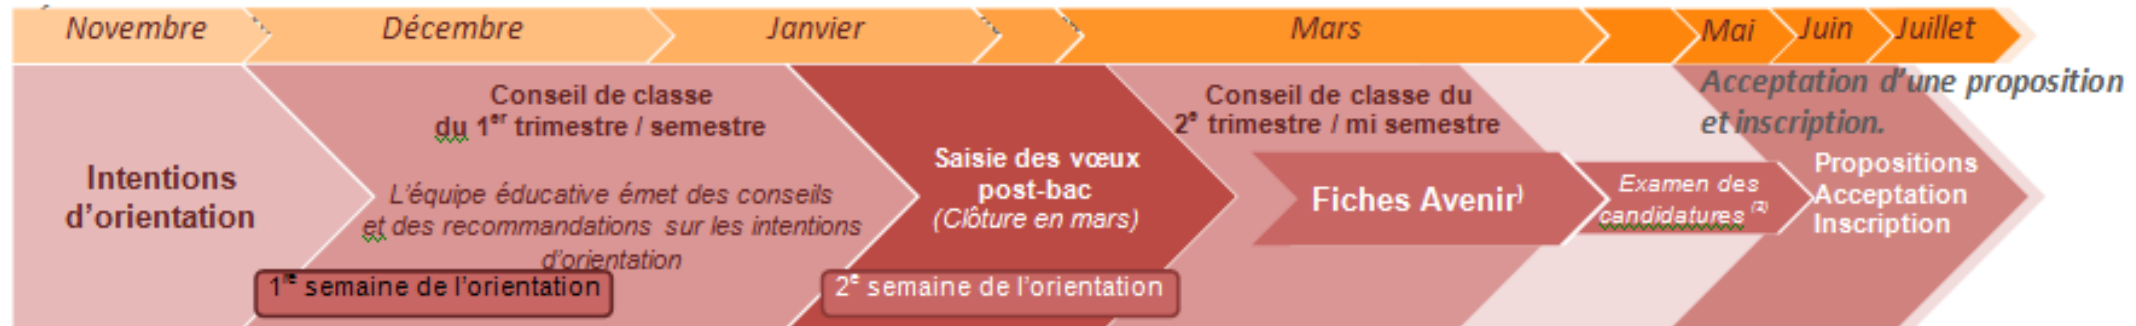 Novembre
Décembre
Janvier
Mars
Mai
Juin
Juillet
Intentions
d'orientation
Conseil de classe
du 1er trimestre / semestre
L'équipe éducative émet des conseils
et des recommandations sur les intentions
d'orientation
1re semaine de l'orientation
Saisie des vœux
post-bac
(Clôture en mars)
2e semaine de l'orientation
Conseil de classe du
2e trimestre / mi semestre
Fiches Avenir)
Examen des
candidatures (2)
Acceptation d'une proposition
et inscription.
Propositions
Acceptation
Inscription